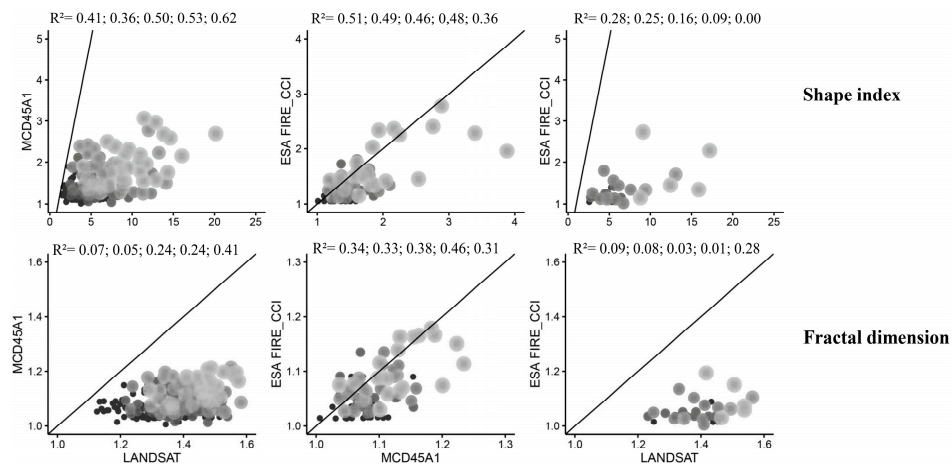 R²= 0.41; 0.36; 0.50; 0.53; 0.62
R²= 0.51; 0.49; 0.46; 0,48; 0.36
R²= 0.28; 0.25; 0.16; 0.09; 0.00
MCD45A1
5
4
3
2
1
0 5 10 15 20 25
ESA FIRE_CCI
5
4
3
2
1
1 2 3 4
ESA FIRE_CCI
5
4
3
2
1
0 5 10 15 20 25
Shape index
R²= 0.07; 0.05; 0.24; 0.24; 0.41
R²= 0.34; 0.33; 0.38; 0.46; 0.31
R²= 0.09; 0.08; 0.03; 0.01; 0.28
MCD45A1
1.6
1.4
1.2
1.0
1.0 1.2 1.4 1.6
LANDSAT
ESA FIRE_CCI
1.3
1.2
1.1
1.0
1.0 1.1 1.2 1.3
MCD45A1
ESA FIRE_CCI
1.6
1.4
1.2
1.0
1.0 1.2 1.4 1.6
LANDSAT
Fractal dimension